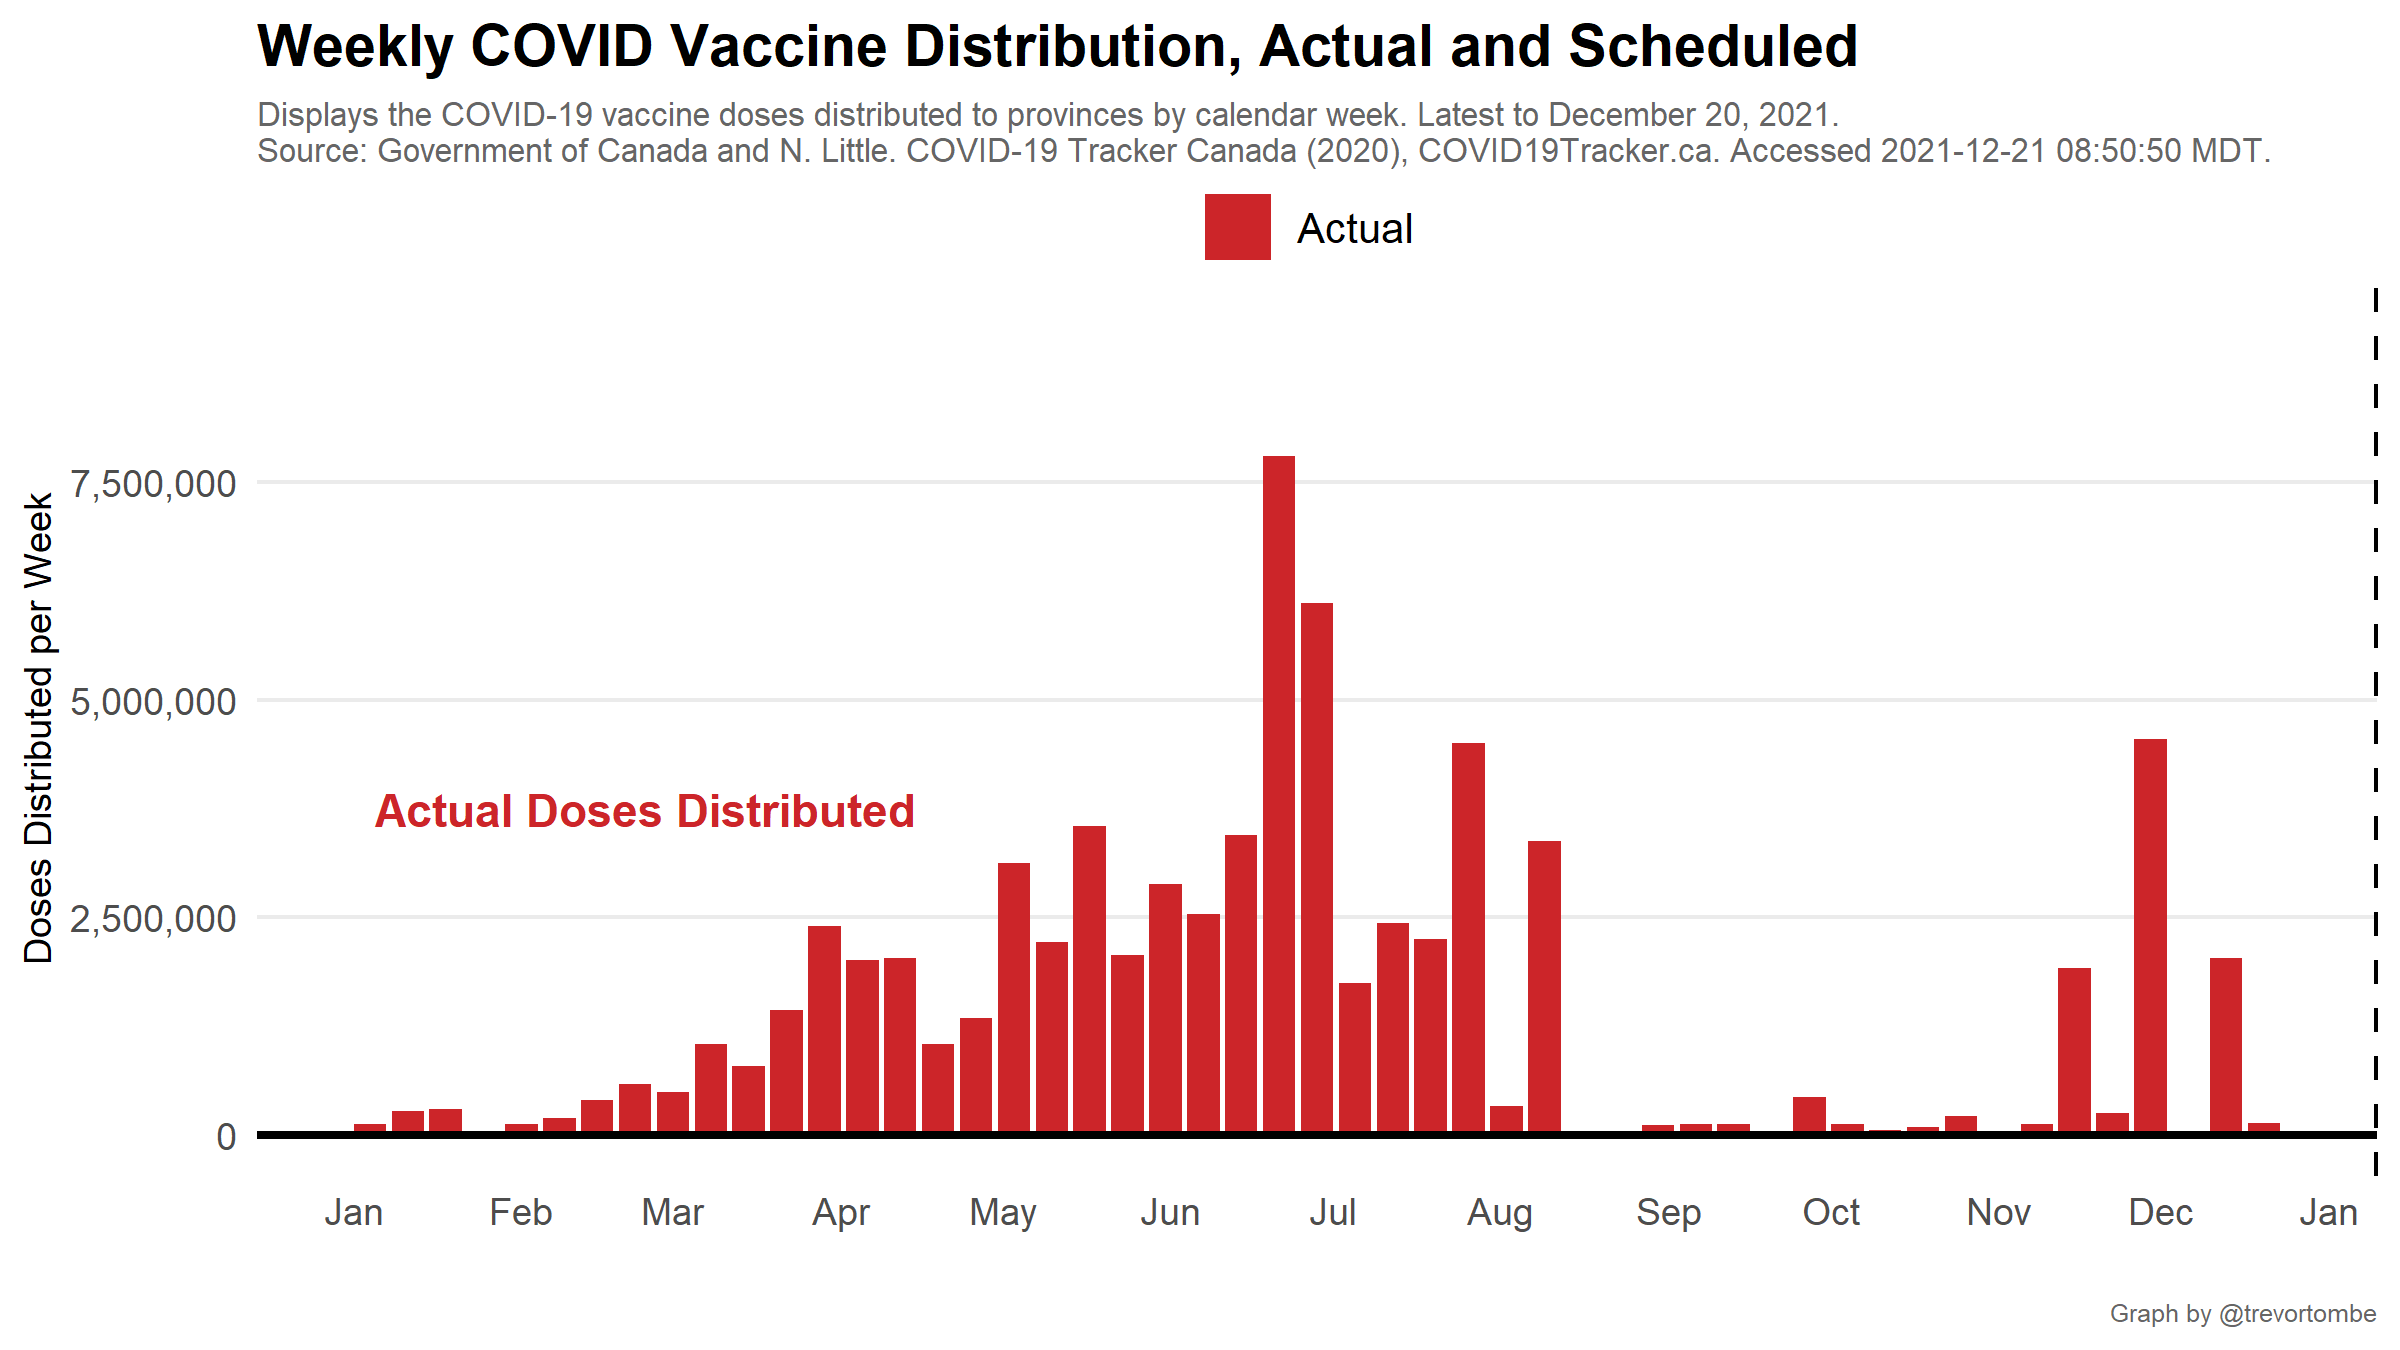 Weekly COVID Vaccine Distribution, Actual and Scheduled
Displays the COVID-19 vaccine doses distributed to provinces by calendar week. Latest to December 20, 2021.
Source: Government of Canada and N. Little. COVID-19 Tracker Canada (2020), COVID19Tracker.ca. Accessed 2021-12-21 08:50:50 MDT.
Actual
Doses Distributed per Week
7,500,000
5,000,000
2,500,000
0
Actual Doses Distributed
Jan Feb Mar Apr May Jun Jul Aug Sep Oct Nov Dec Jan
Graph by @trevortombe